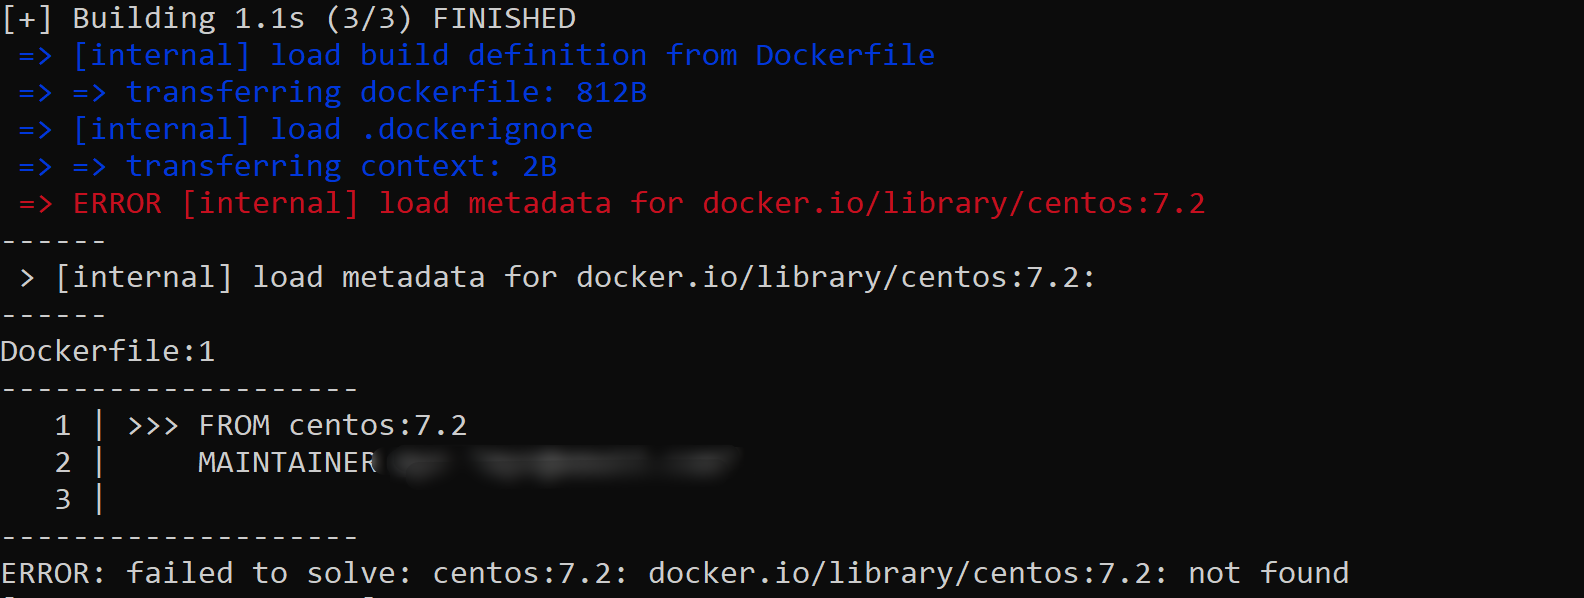 [+] Building 1.1s (3/3) FINISHED
 => [internal] load build definition from Dockerfile
 => => transferring dockerfile: 812B
 => [internal] load .dockerignore
 => => transferring context: 2B
 => ERROR [internal] load metadata for docker.io/library/centos:7.2
------
 > [internal] load metadata for docker.io/library/centos:7.2:
------
Dockerfile:1
--------------------
   1 | >>> FROM centos:7.2
   2 |     MAINTAINER
   3 |
--------------------
ERROR: failed to solve: centos:7.2: docker.io/library/centos:7.2: not found